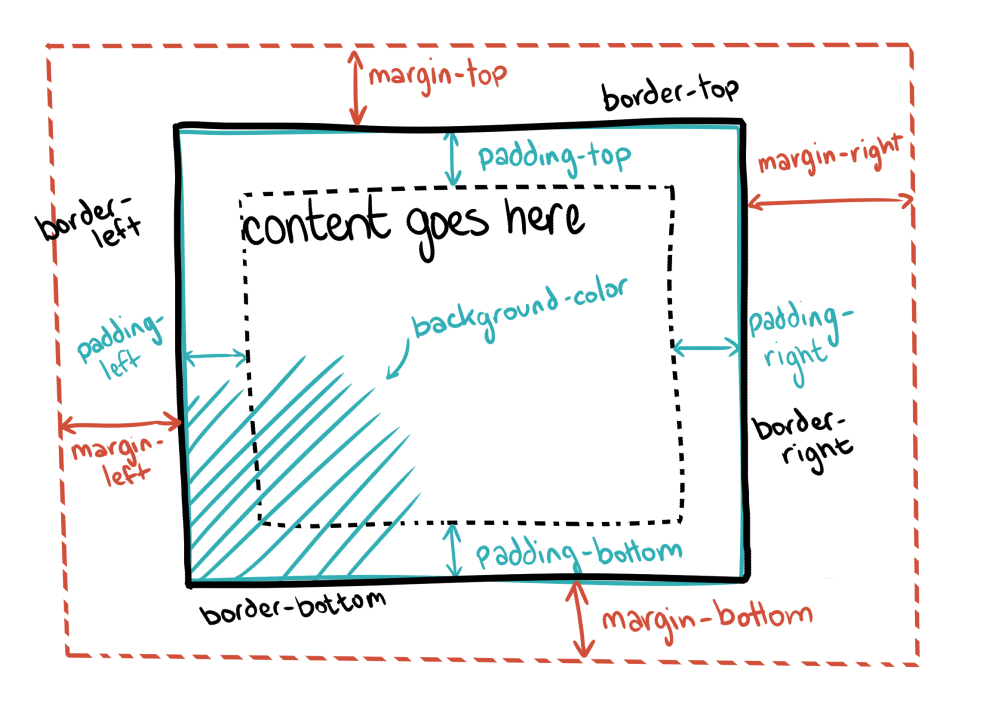 margin-top
border-top
padding-top
margin-right
border-
left
content goes here
background-color
padding-
left
padding-
right
margin-
left
border-
right
padding-bottom
border-bottom
margin-bottom